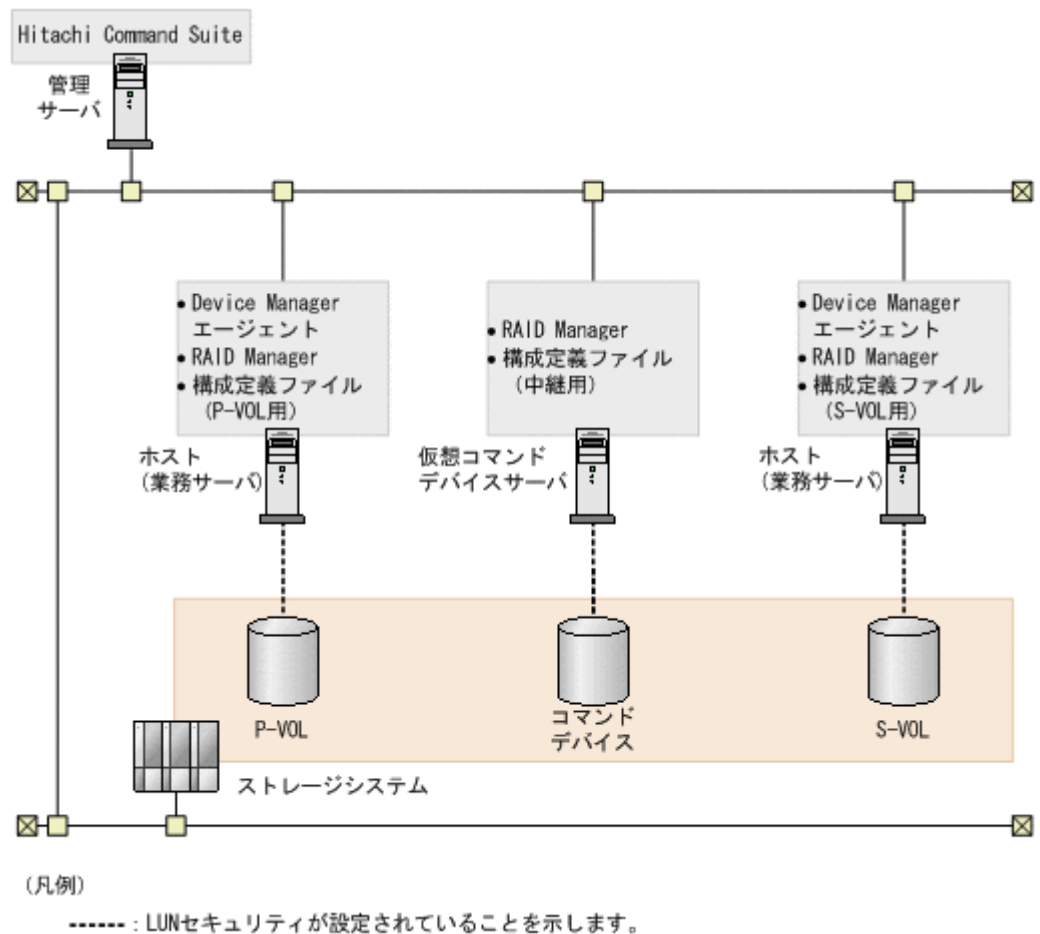 Hitachi Command Suite
管理
サーバ
・Device Manager
エージェント
・RAID Manager
・構成定義ファイル
(P-VOL用)
・RAID Manager
・構成定義ファイル
(中継用)
・Device Manager
エージェント
・RAID Manager
・構成定義ファイル
(S-VOL用)
ホスト
(業務サーバ)
仮想コマンド
デバイスサーバ
ホスト
(業務サーバ)
P-VOL
コマンド
デバイス
S-VOL
ストレージシステム
(凡例)
------ : LUNセキュリティが設定されていることを示します。